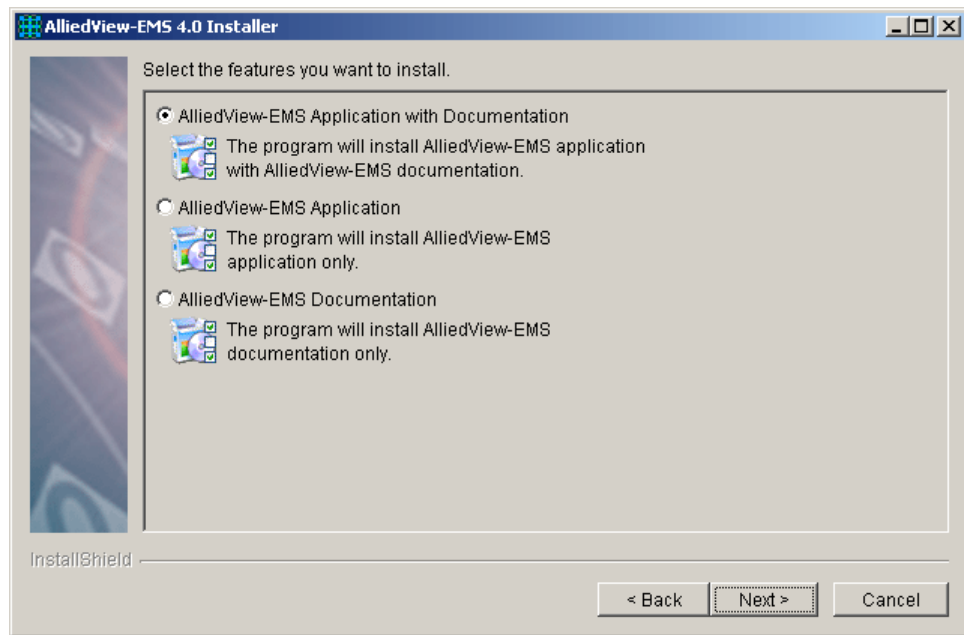 AlliedView-EMS 4.0 Installer
Select the features you want to install.
AlliedView-EMS Application with Documentation
The program will install AlliedView-EMS application
with AlliedView-EMS documentation.
AlliedView-EMS Application
The program will install AlliedView-EMS
application only.
AlliedView-EMS Documentation
The program will install AlliedView-EMS
documentation only.
InstallShield
< Back
Next >
Cancel